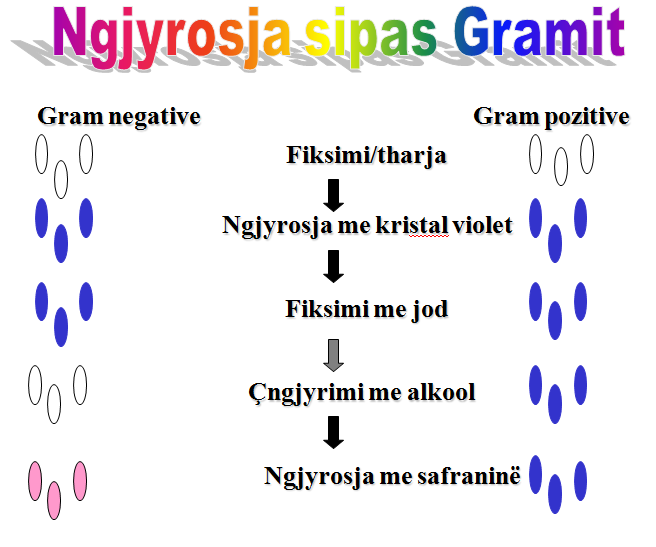 Ngjyrosja sipas Gramit
Gram negative
Gram pozitive
Fiksimi/tharja
Ngjyrosja me kristal violet
Fiksimi me jod
Çngjyrimi me alkool
Ngjyrosja me safraninë